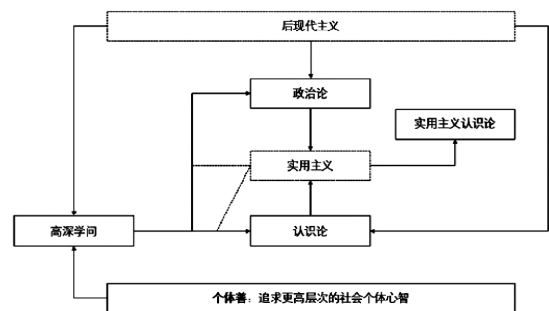 后现代主义
政治论
实用主义认识论
实用主义
高深学问
认识论
个体善：追求更高层次的社会个体心智